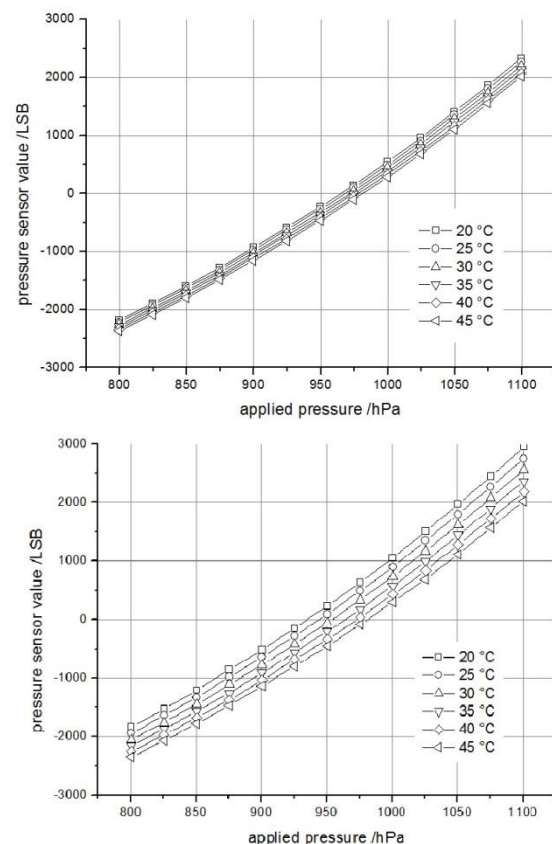 3000
2000
1000
0
-1000
-2000
-3000
pressure sensor value /LSB
20 °C
25 °C
30 °C
35 °C
40 °C
45 °C
800 850 900 950 1000 1050 1100
applied pressure /hPa
3000
2000
1000
0
-1000
-2000
-3000
pressure sensor value /LSB
20 °C
25 °C
30 °C
35 °C
40 °C
45 °C
800 850 900 950 1000 1050 1100
applied pressure /hPa